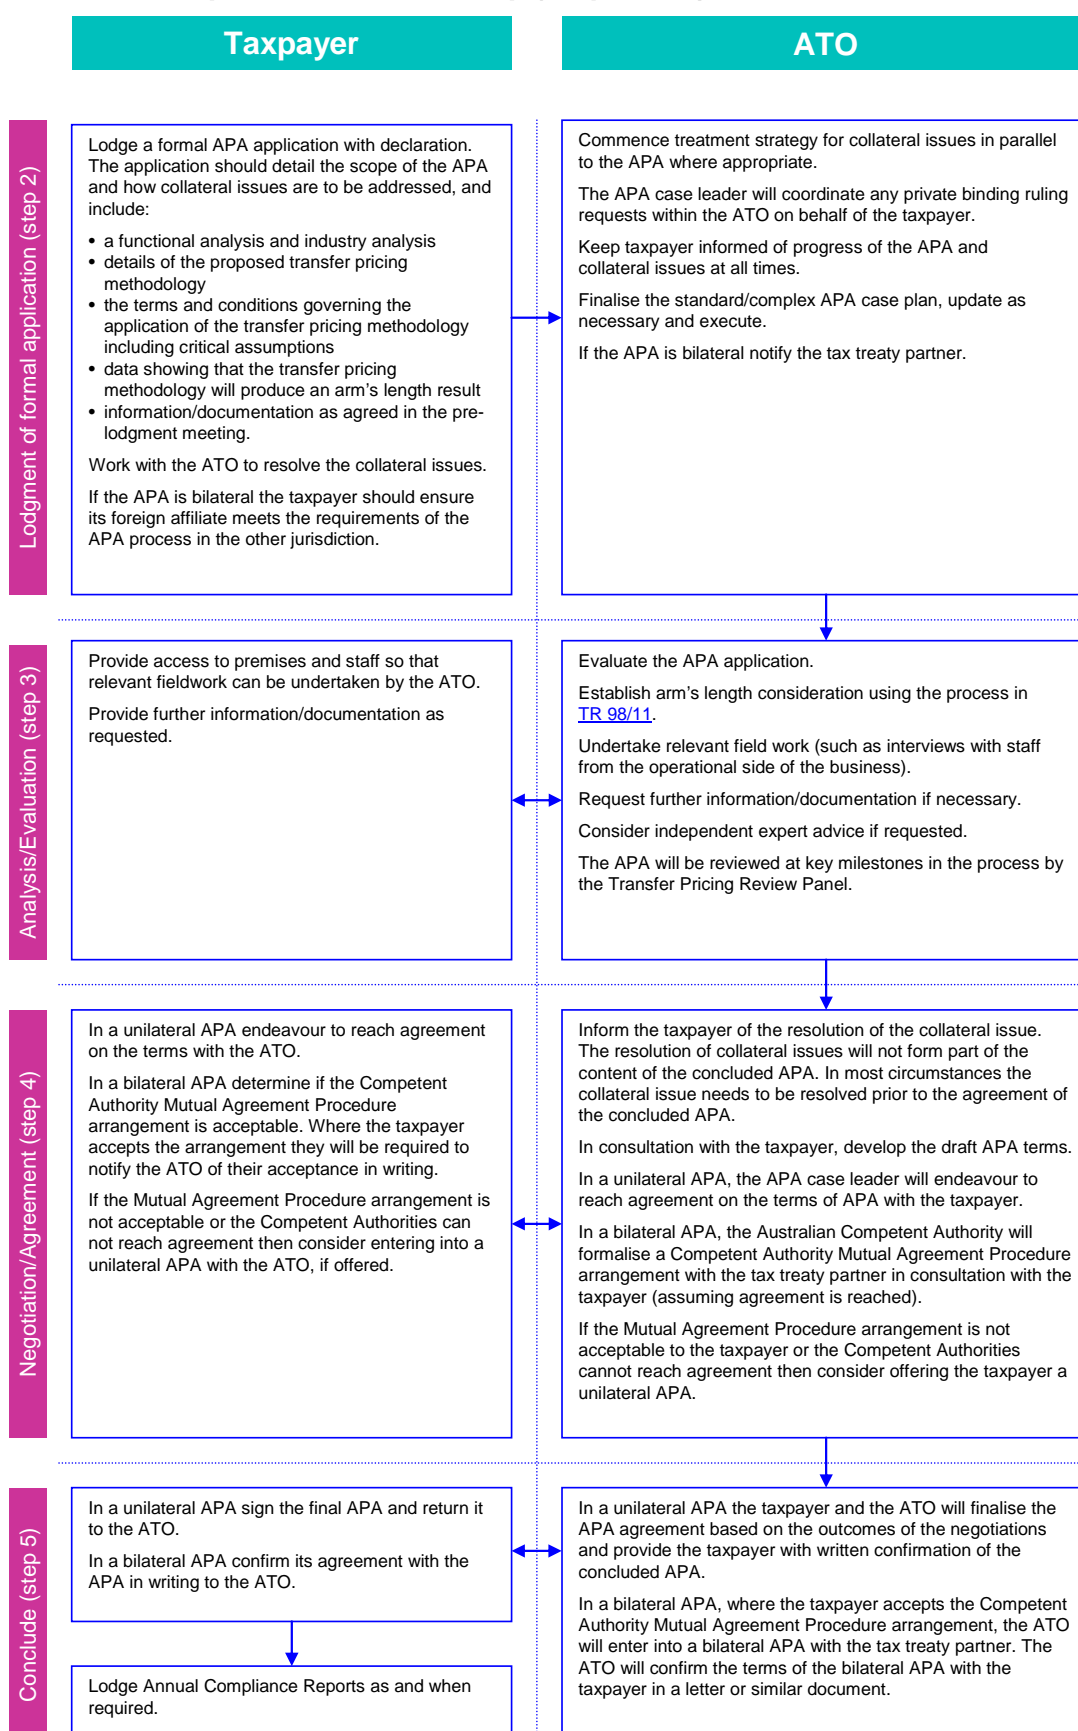 Taxpayer
ATO
Lodgment of formal application (step 2)
Lodge a formal APA application with declaration.
The application should detail the scope of the APA
and how collateral issues are to be addressed, and
include:
• a functional analysis and industry analysis
• details of the proposed transfer pricing
methodology
• the terms and conditions governing the
application of the transfer pricing methodology
including critical assumptions
• data showing that the transfer pricing
methodology will produce an arm's length result
• information/documentation as agreed in the pre-
lodgment meeting.
Work with the ATO to resolve the collateral issues.
If the APA is bilateral the taxpayer should ensure
its foreign affiliate meets the requirements of the
APA process in the other jurisdiction.
Commence treatment strategy for collateral issues in parallel
to the APA where appropriate.
The APA case leader will coordinate any private binding ruling
requests within the ATO on behalf of the taxpayer.
Keep taxpayer informed of progress of the APA and
collateral issues at all times.
Finalise the standard/complex APA case plan, update as
necessary and execute.
If the APA is bilateral notify the tax treaty partner.
Analysis/Evaluation (step 3)
Provide access to premises and staff so that
relevant fieldwork can be undertaken by the ATO.
Provide further information/documentation as
requested.
Evaluate the APA application.
Establish arm's length consideration using the process in
TR 98/11.
Undertake relevant field work (such as interviews with staff
from the operational side of the business).
Request further information/documentation if necessary.
Consider independent expert advice if requested.
The APA will be reviewed at key milestones in the process by
the Transfer Pricing Review Panel.
Negotiation/Agreement (step 4)
In a unilateral APA endeavour to reach agreement
on the terms with the ATO.
In a bilateral APA determine if the Competent
Authority Mutual Agreement Procedure
arrangement is acceptable. Where the taxpayer
accepts the arrangement they will be required to
notify the ATO of their acceptance in writing.
If the Mutual Agreement Procedure arrangement is
not acceptable or the Competent Authorities can
not reach agreement then consider entering into a
unilateral APA with the ATO, if offered.
Inform the taxpayer of the resolution of the collateral issue.
The resolution of collateral issues will not form part of the
content of the concluded APA. In most circumstances the
collateral issue needs to be resolved prior to the agreement of
the concluded APA.
In consultation with the taxpayer, develop the draft APA terms.
In a unilateral APA, the APA case leader will endeavour to
reach agreement on the terms of APA with the taxpayer.
In a bilateral APA, the Australian Competent Authority will
formalise a Competent Authority Mutual Agreement Procedure
arrangement with the tax treaty partner in consultation with the
taxpayer (assuming agreement is reached).
If the Mutual Agreement Procedure arrangement is not
acceptable to the taxpayer or the Competent Authorities
cannot reach agreement then consider offering the taxpayer a
unilateral APA.
Conclude (step 5)
In a unilateral APA sign the final APA and return it
to the ATO.
In a bilateral APA confirm its agreement with the
APA in writing to the ATO.
Lodge Annual Compliance Reports as and when
required.
In a unilateral APA the taxpayer and the ATO will finalise the
APA agreement based on the outcomes of the negotiations
and provide the taxpayer with written confirmation of the
concluded APA.
In a bilateral APA, where the taxpayer accepts the Competent
Authority Mutual Agreement Procedure arrangement, the ATO
will enter into a bilateral APA with the tax treaty partner. The
ATO will confirm the terms of the bilateral APA with the
taxpayer in a letter or similar document.